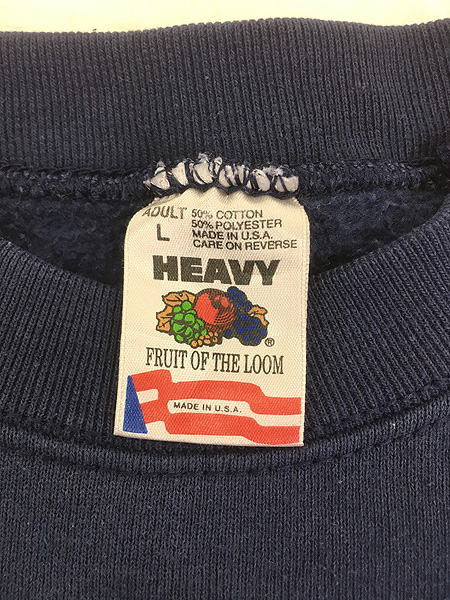 ADULT 50% COTTON
L 50% POLYESTER
MADE IN U.S.A.
CARE ON REVERSE
HEAVY
®
FRUIT OF THE LOOM
MADE IN U.S.A.